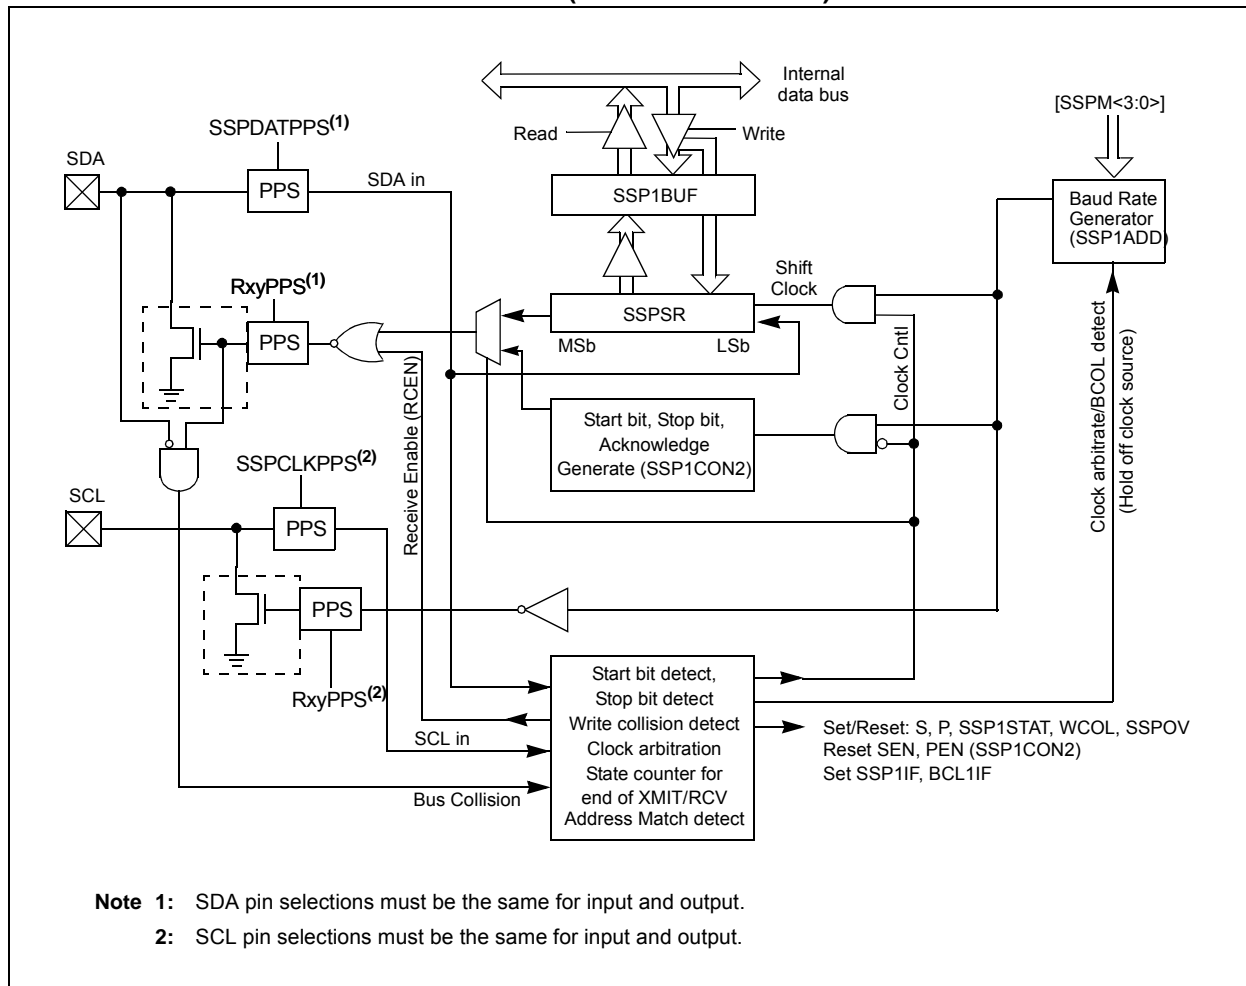 Internal
data bus
[SSPM<3:0>]
SSPDATPPS(1)
Read
Write
SDA
PPS
SDA in
SSP1BUF
Baud Rate
Generator
(SSP1ADD)
RxyPPS(1)
Shift
Clock
SSPSR
MSb
LSb
PPS
Clock Cntl
Receive Enable (RCEN)
Clock arbitrate/BCOL detect
(Hold off clock source)
Start bit, Stop bit,
Acknowledge
Generate (SSP1CON2)
SSPCLKPPS(2)
SCL
PPS
PPS
RxyPPS(2)
Start bit detect,
Stop bit detect
Write collision detect
Clock arbitration
State counter for
end of XMIT/RCV
Address Match detect
SCL in
Bus Collision
Set/Reset: S, P, SSP1STAT, WCOL, SSPOV
Reset SEN, PEN (SSP1CON2)
Set SSP1IF, BCL1IF
Note 1: SDA pin selections must be the same for input and output.
2: SCL pin selections must be the same for input and output.